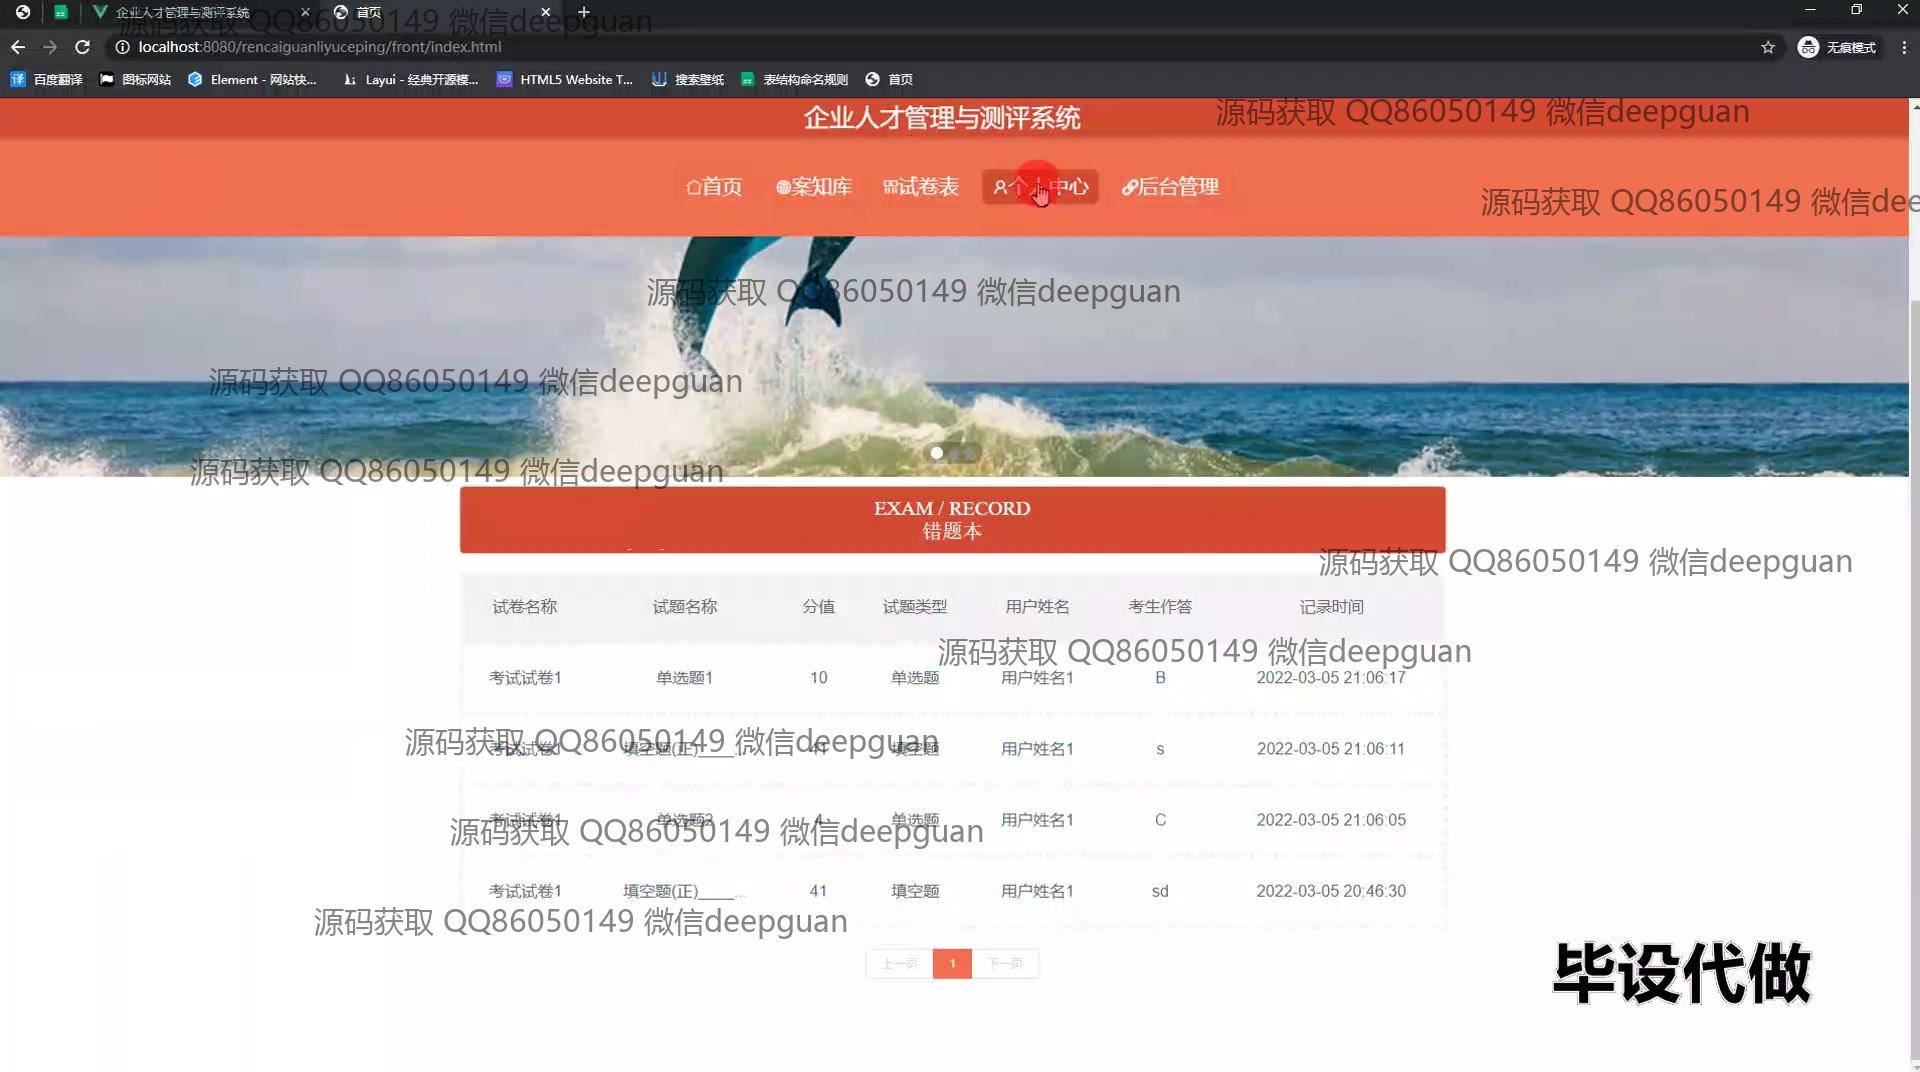 企业人才管理与测评系统
首页
源码获取 QQ86050149 微信deepguan
localhost:8080/rencaiguanliyuceping/front/index.html
无痕模式
百度翻译
图标网站
Element - 网站快...
Layui - 经典开源模...
HTML5 Website T...
搜索壁纸
表结构命名规则
首页
企业人才管理与测评系统
源码获取 QQ86050149 微信deepguan
首页
案知库
试卷表
个人中心
后台管理
源码获取 QQ86050149 微信dee
源码获取 QQ86050149 微信deepguan
源码获取 QQ86050149 微信deepguan
源码获取 QQ86050149 微信deepguan
EXAM / RECORD
错题本
源码获取 QQ86050149 微信deepguan
试卷名称 试题名称 分值 试题类型 用户姓名 考生作答 记录时间
源码获取 QQ86050149 微信deepguan
考试试卷1 单选题1 10 单选题 用户姓名1 B 2022-03-05 21:06:17
源码获取 QQ86050149 微信deepguan
考试试卷1 填空题(正)____... 41 填空题 用户姓名1 s 2022-03-05 21:06:11
考试试卷1 单选题2 4 单选题 用户姓名1 C 2022-03-05 21:06:05
源码获取 QQ86050149 微信deepguan
考试试卷1 填空题(正)____... 41 填空题 用户姓名1 sd 2022-03-05 20:46:30
源码获取 QQ86050149 微信deepguan
上一页 1 下一页
毕设代做